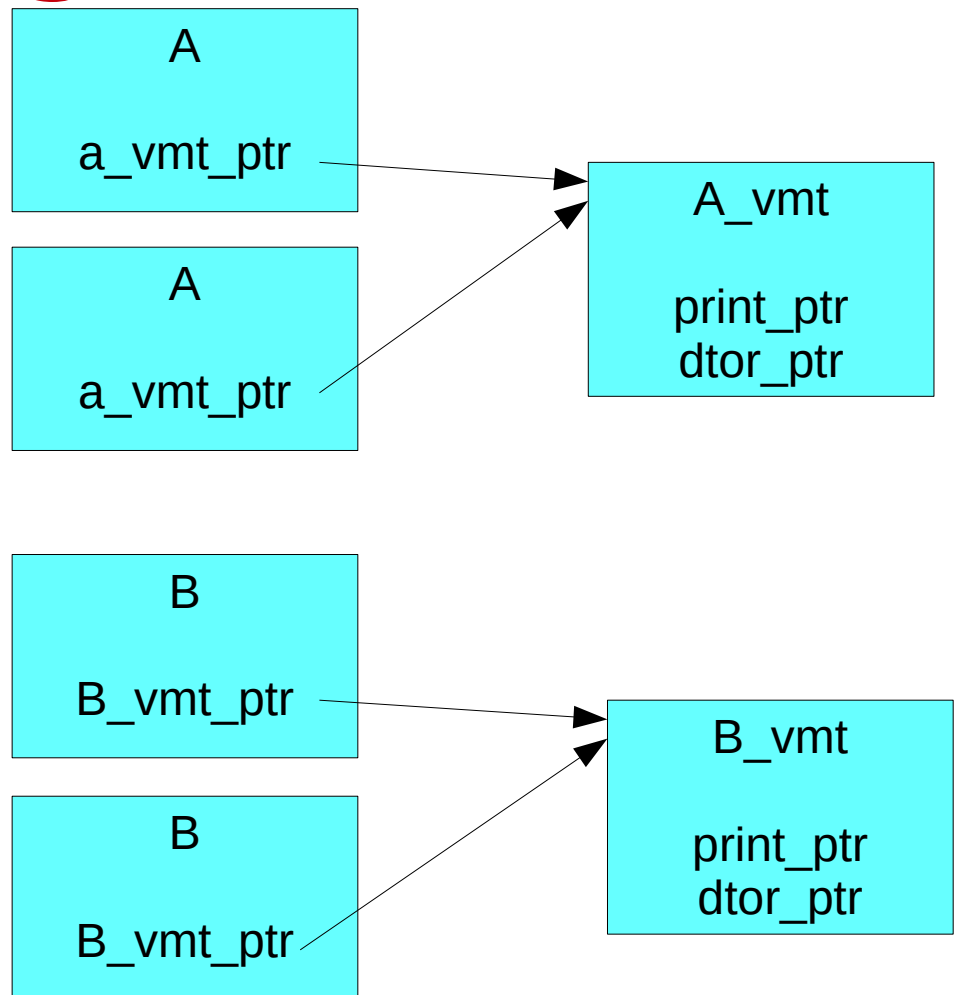 A
a_vmt_ptr
A
a_vmt_ptr
A_vmt
print_ptr
dtor_ptr
B
B_vmt_ptr
B
B_vmt_ptr
B_vmt
print_ptr
dtor_ptr